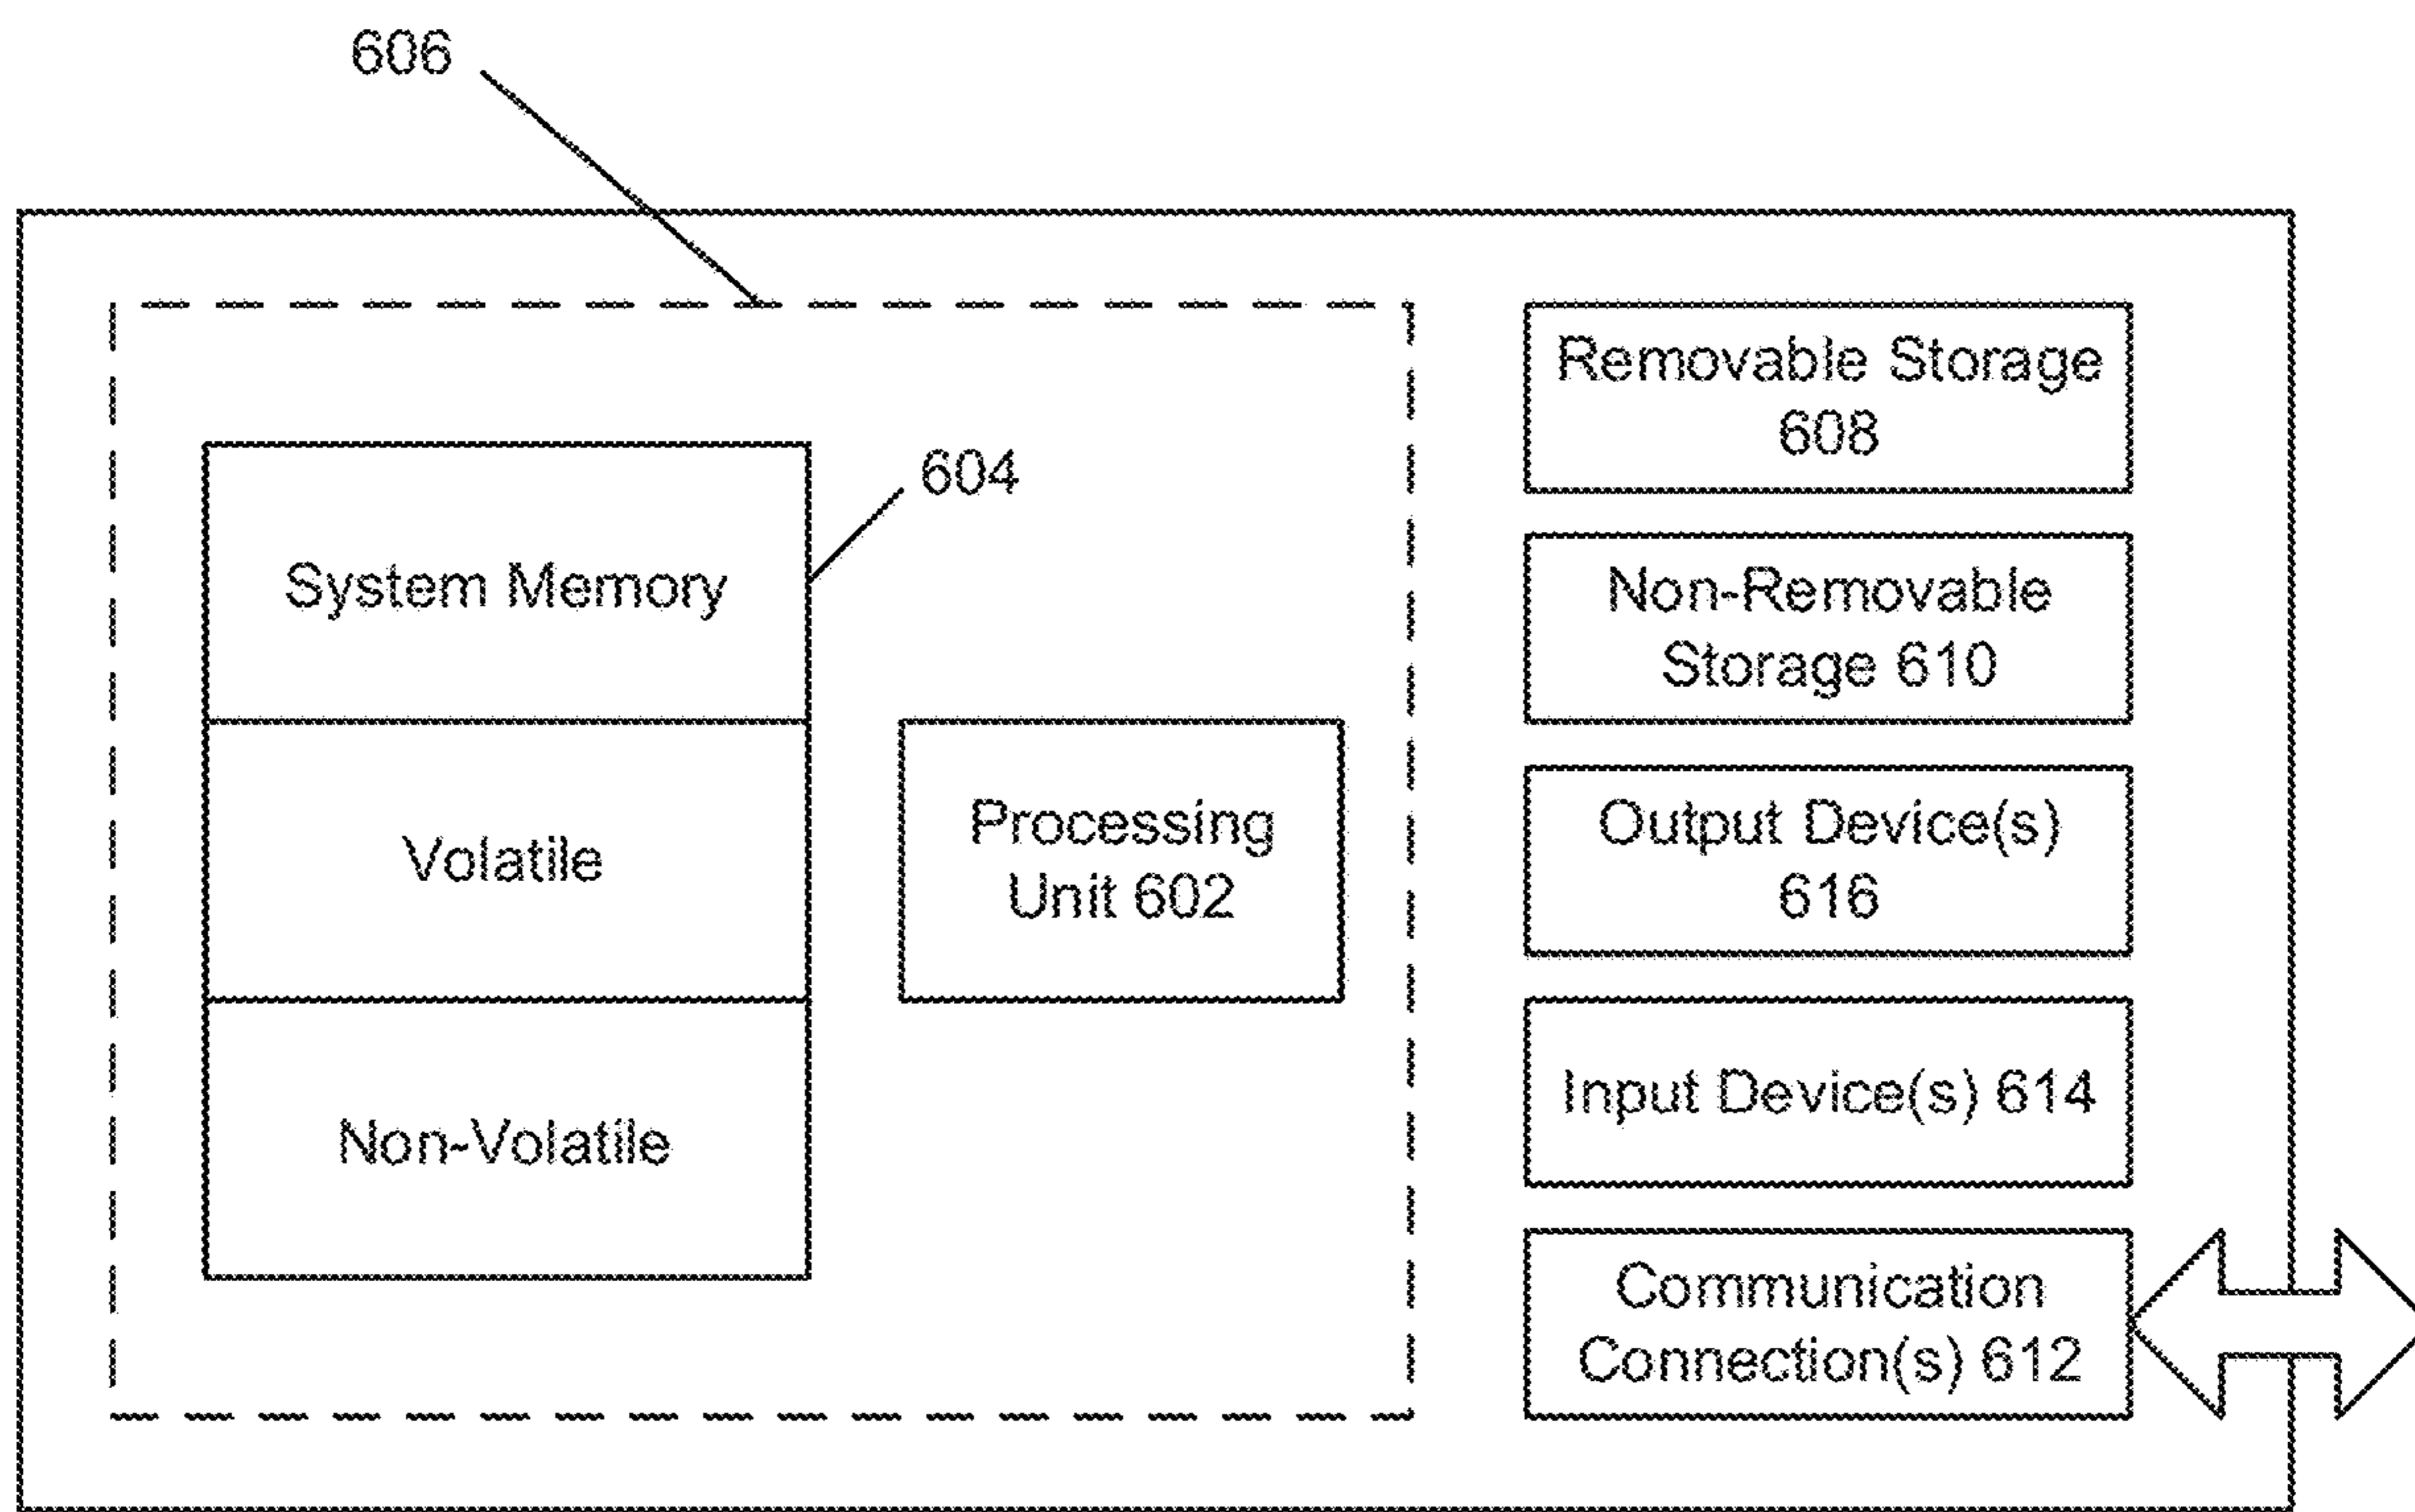 606
604
System Memory
Volatile
Non-Volatile
Processing
Unit 602
Removable Storage
608
Non-Removable
Storage 610
Output Device(s)
616
Input Device(s) 614
Communication
Connection(s) 612